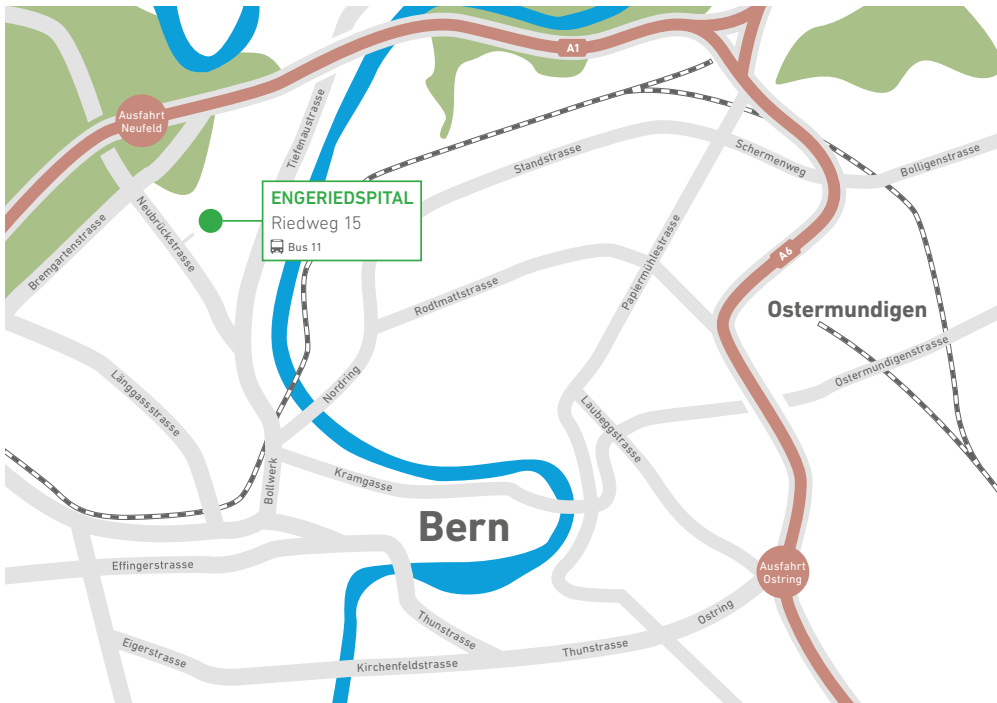 A1
Ausfahrt
Neufeld
Tiefenaustrasse
Standstrasse
Schermenweg
Bolligenstrasse
ENGERIEDSPITAL
Riedweg 15
Bus 11
Neubrückstrasse
Bremgartenstrasse
Papiermühlestrasse
A6
Rodtmattstrasse
Ostermundigen
Ostermundigenstrasse
Länggassstrasse
Nordring
Laubeggstrasse
Bollwerk
Kramgasse
Bern
Effingerstrasse
Ausfahrt
Ostring
Thunstrasse
Ostring
Eigerstrasse
Kirchenfeldstrasse
Thunstrasse